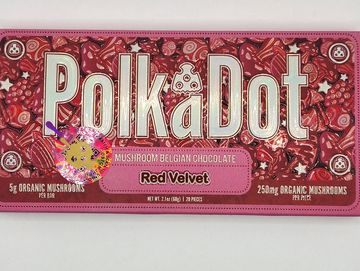 PolkaDot
MUSHROOM BELGIAN CHOCOLATE
Red Velvet
5g ORGANIC MUSHROOMS
PER BAR
250mg ORGANIC MUSHROOMS
PER PIECE
NET WT. 2.1oz (60g) | 20 PIECES